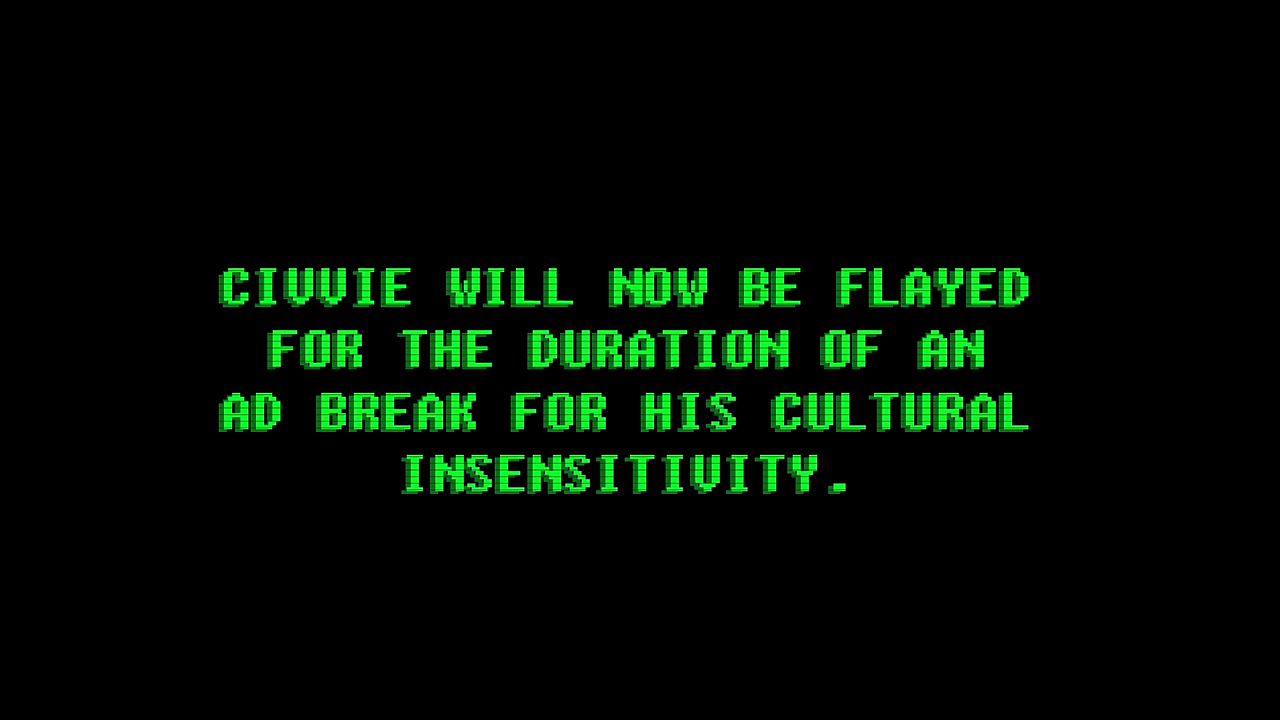 CIVVIE WILL NOW BE FLAYED
FOR THE DURATION OF AN
AD BREAK FOR HIS CULTURAL
INSENSITIVITY.